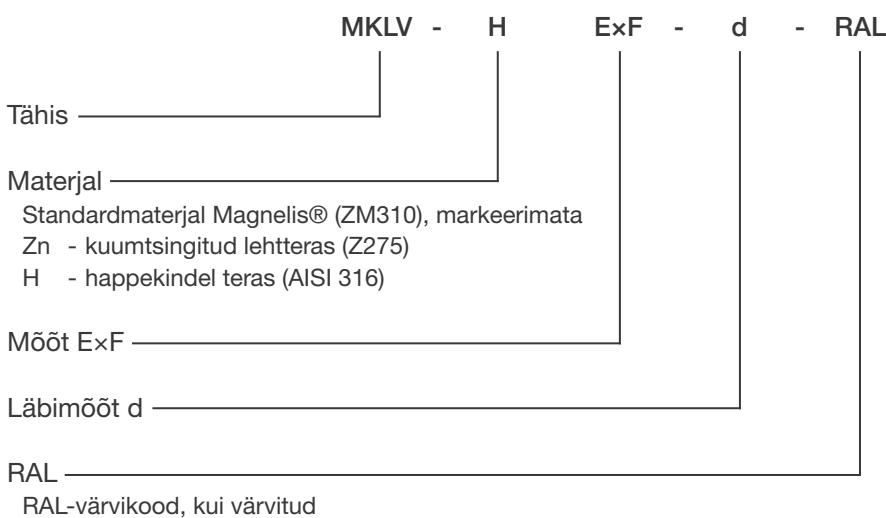 MKLV - H E×F - d - RAL
Tähis
Materjal
Standardmaterjal Magnelis® (ZM310), markeerimata
Zn - kuumtsingitud lehtteras (Z275)
H - happekindel teras (AISI 316)
Mõõt E×F
Läbimõõt d
RAL
RAL-värvikood, kui värvitud